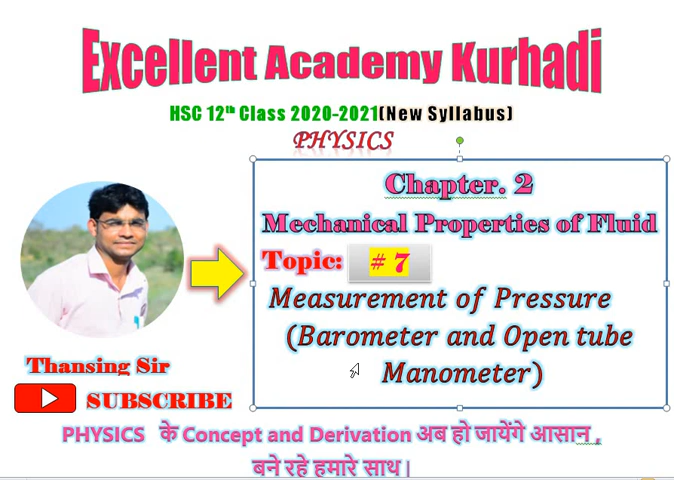 Excellent Academy Kurhadi
HSC 12th Class 2020-2021(New Syllabus)
PHYSICS
Chapter. 2
Mechanical Properties of Fluid
Topic: # 7
Measurement of Pressure
(Barometer and Open tube
Manometer)
Thansing Sir
SUBSCRIBE
PHYSICS के Concept and Derivation अब हो जायेंगे आसान ,
बने रहे हमारे साथ |